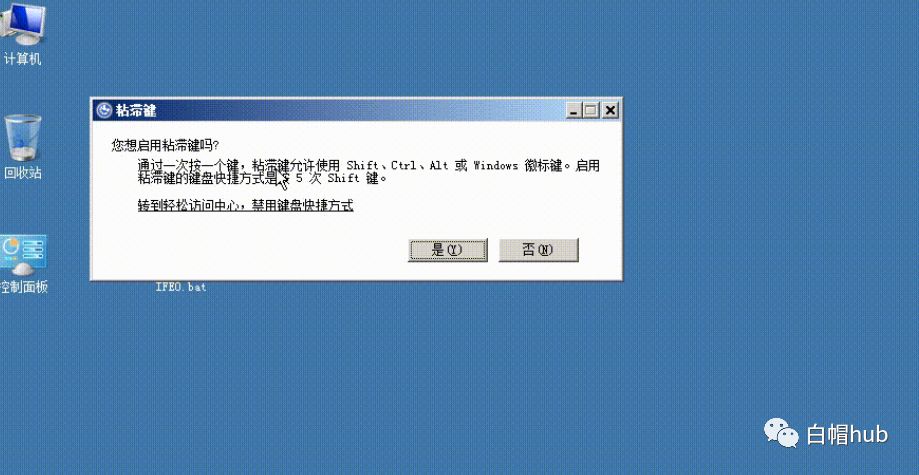 计算机
粘滞键
您想启用粘滞键吗?
通过一次按一个键，粘滞键允许使用 Shift、Ctrl、Alt 或 Windows 徽标键。启用
粘滞键的键盘快捷方式是按 5 次 Shift 键。
回收站
转到轻松访问中心，禁用键盘快捷方式
是(Y)
否(N)
控制面板
IFEO.bat
白帽hub